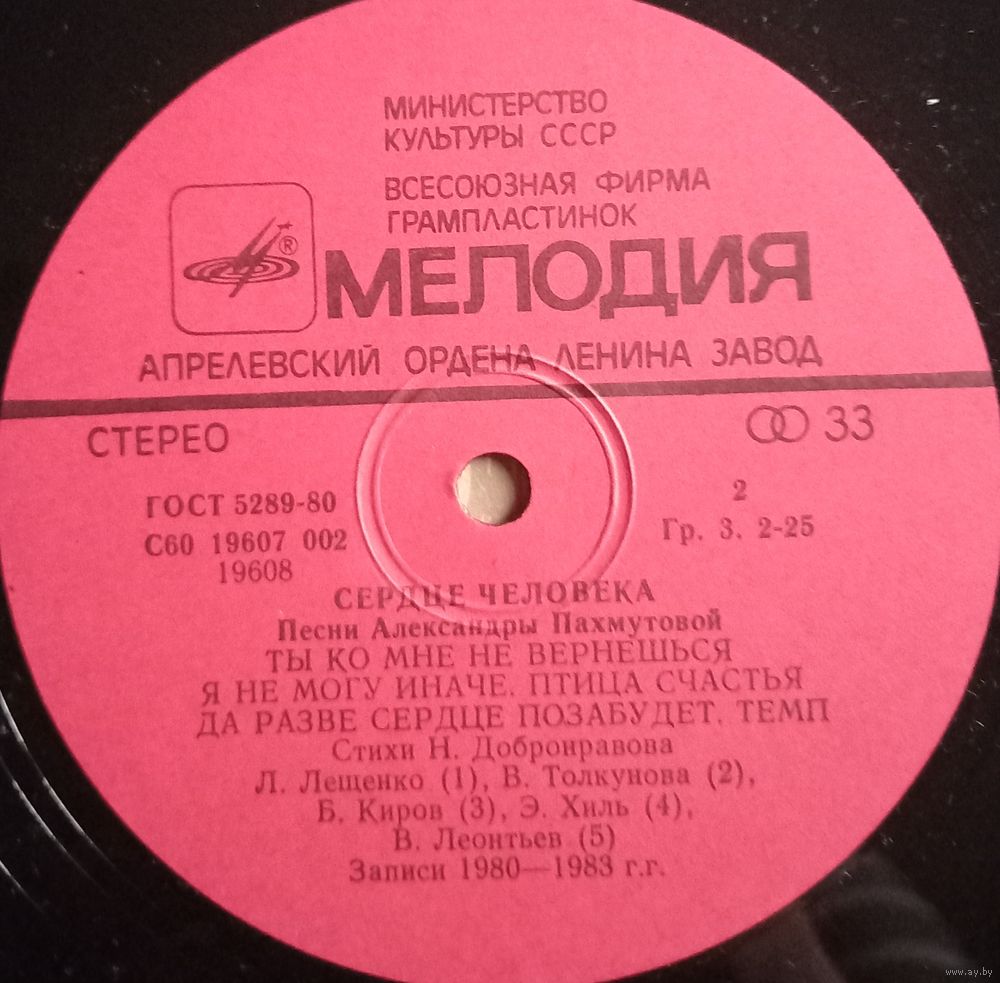 МИНИСТЕРСТВО
КУЛЬТУРЫ СССР
ВСЕСОЮЗНАЯ ФИРМА
ГРАМПЛАСТИНОК
®
МЕЛОДИЯ
АПРЕЛЕВСКИЙ ОРДЕНА ЛЕНИНА ЗАВОД
СТЕРЕО
33
ГОСТ 5289-80
2
С60 19607 002
Гр. 3. 2-25
19608
СЕРДЦЕ ЧЕЛОВЕКА
Песни Александры Пахмутовой
ТЫ КО МНЕ НЕ ВЕРНЕШЬСЯ
Я НЕ МОГУ ИНАЧЕ. ПТИЦА СЧАСТЬЯ
ДА РАЗВЕ СЕРДЦЕ ПОЗАБУДЕТ. ТЕМП
Стихи Н. Добронравова
Л. Лещенко (1), В. Толкунова (2),
Б. Киров (3), Э. Хиль (4),
В. Леонтьев (5)
Записи 1980—1983 г.г.
www.ay.by